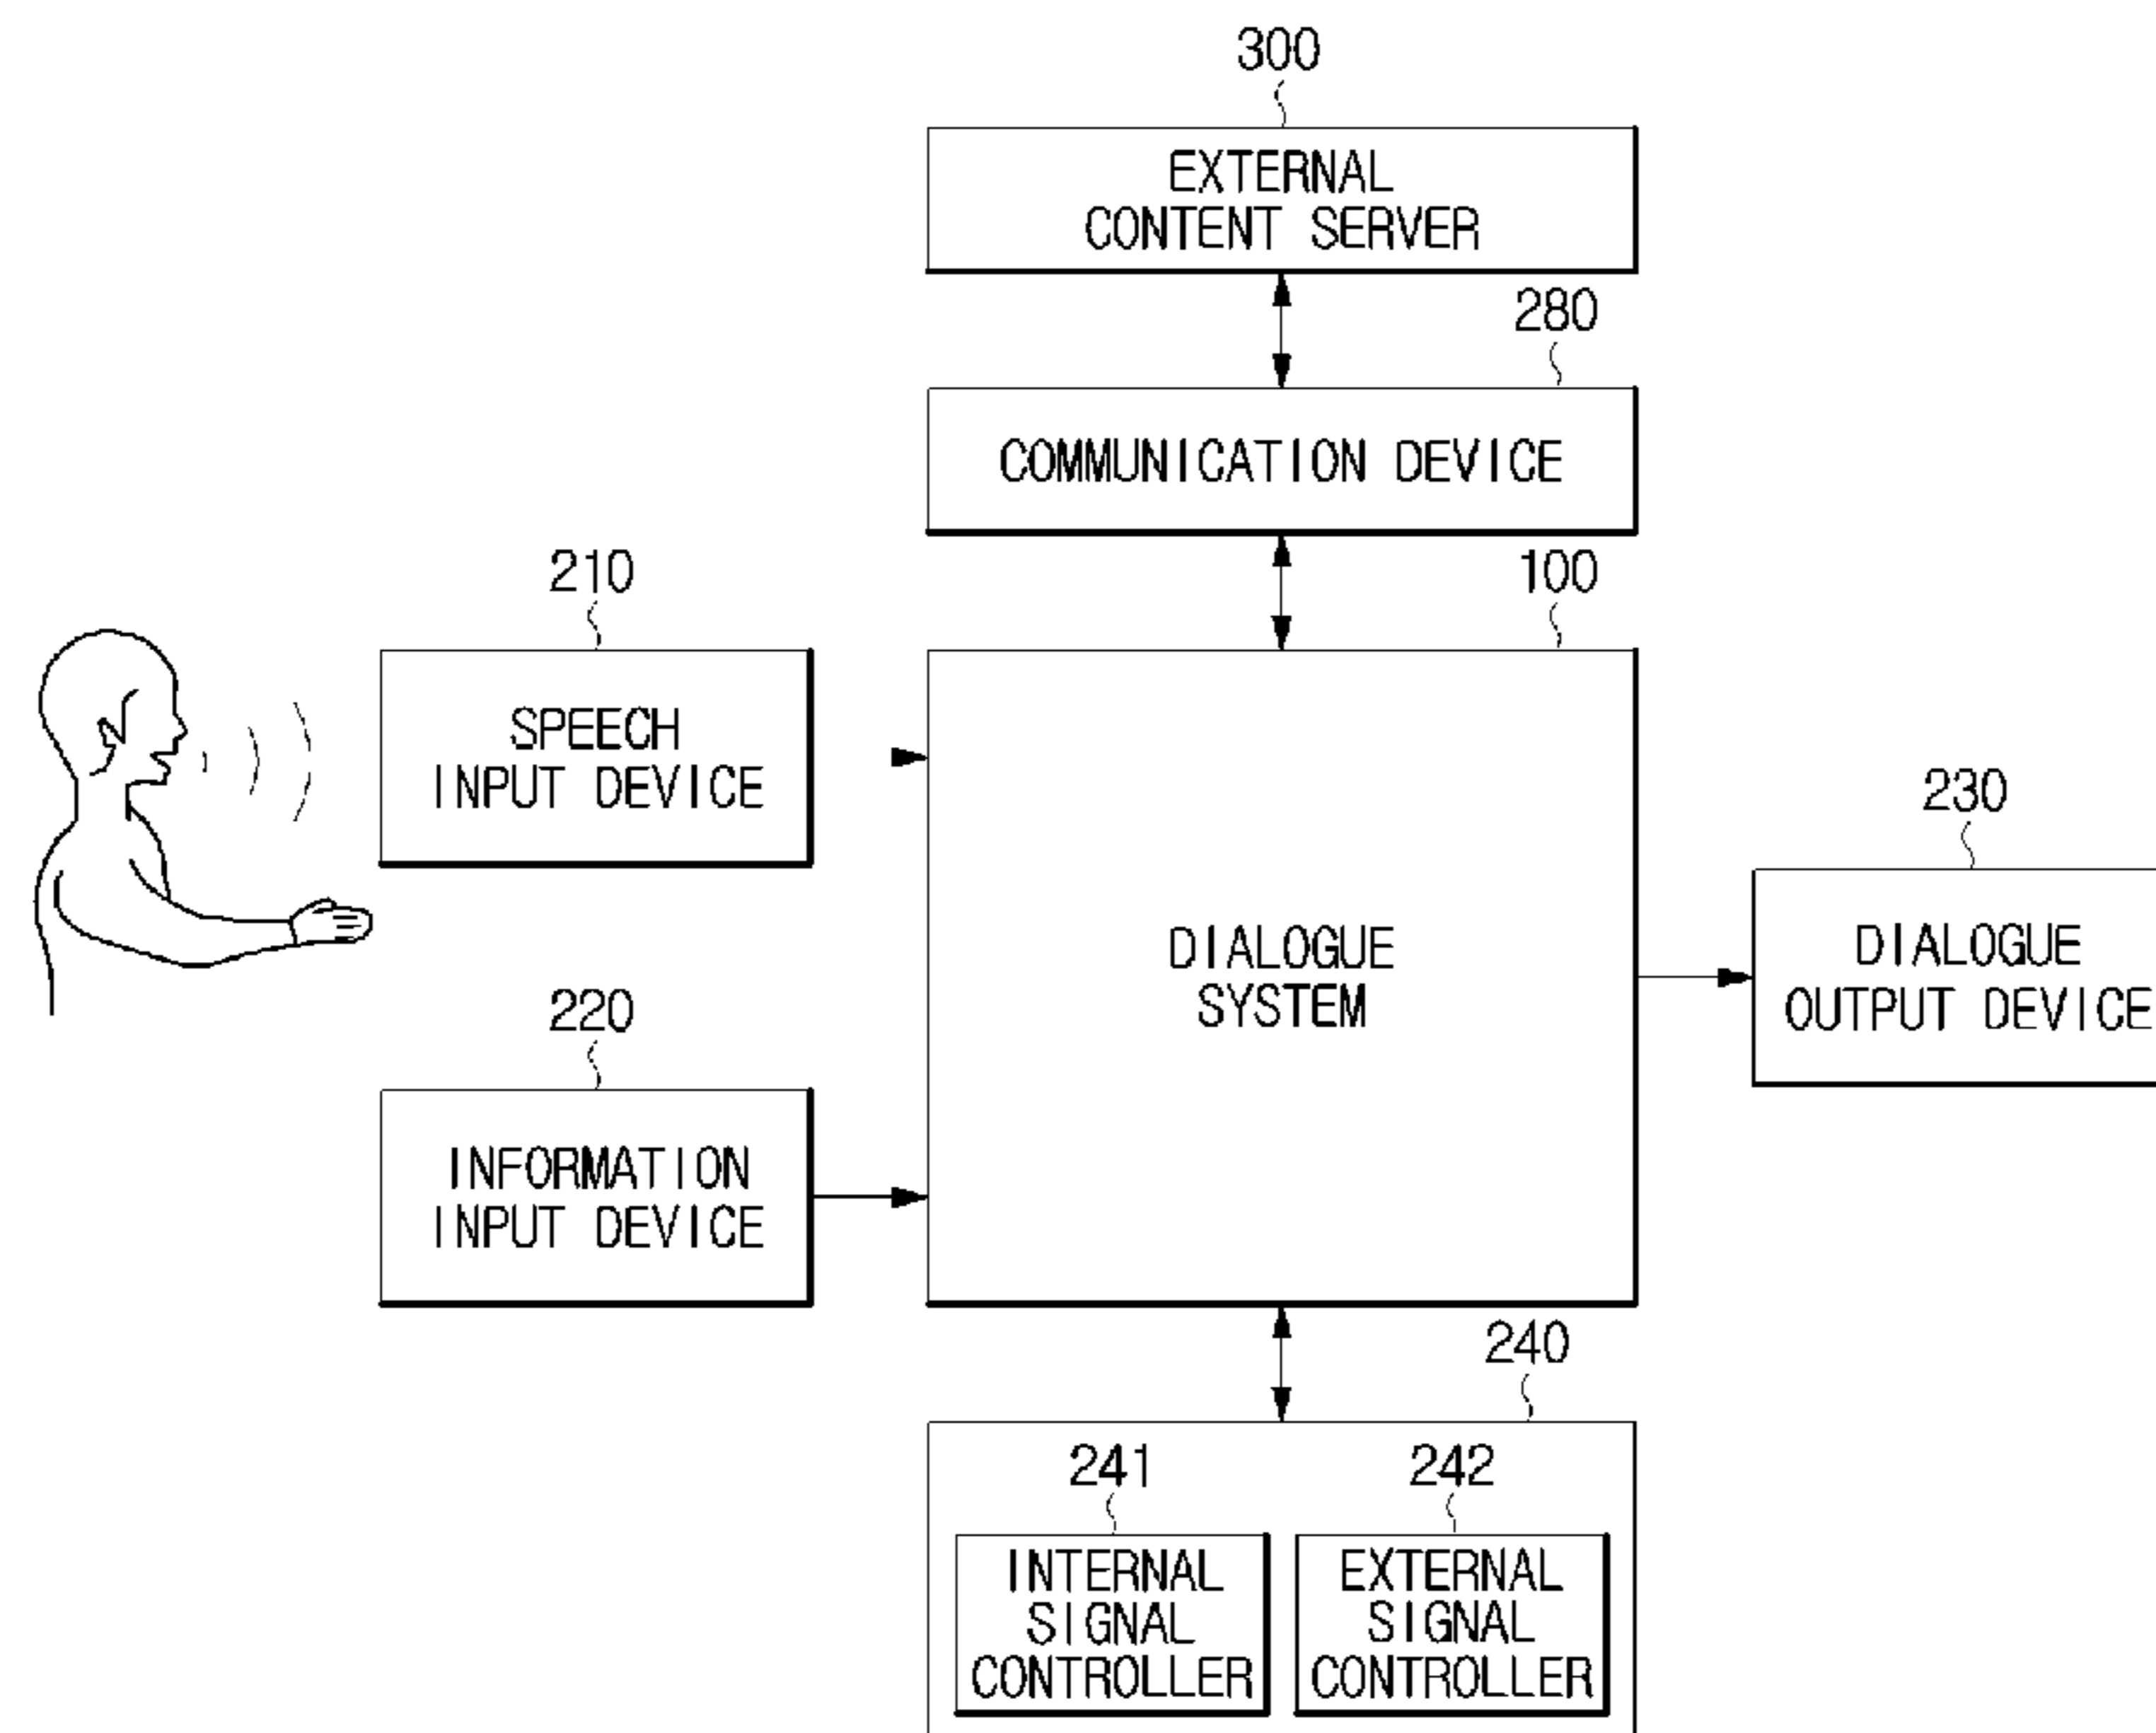 300
EXTERNAL
CONTENT SERVER
280
COMMUNICATION DEVICE
210
100
SPEECH
INPUT DEVICE
230
DIALOGUE
SYSTEM
DIALOGUE
OUTPUT DEVICE
220
INFORMATION
INPUT DEVICE
240
241
242
INTERNAL
SIGNAL
CONTROLLER
EXTERNAL
SIGNAL
CONTROLLER